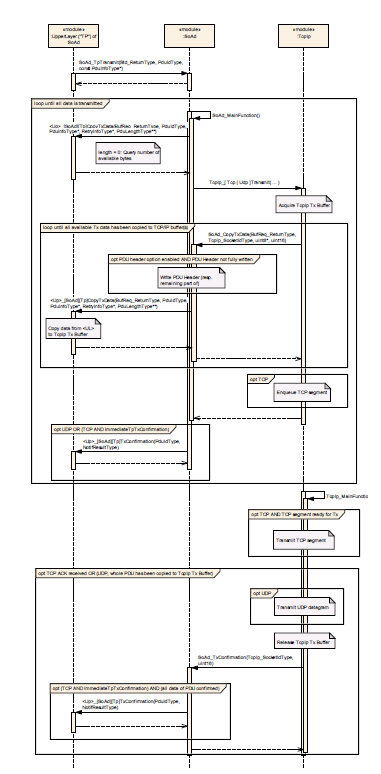 «module»
UpperLayer ("TP") of
SoAd
«module»
SoAd
«module»
TcpIp
SoAd_TpTransmit(Std_ReturnType, PduIdType,
const PduInfoType*)
loop until all data is transmitted
SoAd_MainFunction()
<Up>_[SoAd][Tp]CopyTxData(BufReq_ReturnType, PduIdType,
PduInfoType*, RetryInfoType*, PduLengthType**)
length = 0: Query number of
available bytes
TcpIp_[ Tcp | Udp ]Transmit( ... )
Acquire TcpIp Tx Buffer
loop until all available Tx data has been copied to TCP/IP buffer(s)
SoAd_CopyTxData(BufReq_ReturnType,
TcpIp_SocketIdType, uint8*, uint16)
opt PDU header option enabled AND PDU Header not fully written
Write PDU Header (resp.
remaining part of)
<Up>_[SoAd][Tp]CopyTxData(BufReq_ReturnType, PduIdType,
PduInfoType*, RetryInfoType*, PduLengthType**)
Copy data from <UL>
to TcpIp Tx Buffer
opt TCP
Enqueue TCP segment
opt UDP OR (TCP AND ImmediateTpTxConfirmation)
<Up>_[SoAd][Tp]TxConfirmation(PduIdType,
NotifResultType)
TcpIp_MainFunctio
opt TCP AND TCP segment ready for Tx
Transmit TCP segment
opt TCP ACK received OR (UDP, whole PDU has been copied to TcpIp Tx Buffer)
opt UDP
Transmit UDP datagram
Release TcpIp Tx Buffer
SoAd_TxConfirmation(TcpIp_SocketIdType,
uint16)
opt (TCP AND !ImmediateTpTxConfirmation) AND (all data of PDU confirmed)
<Up>_[SoAd][Tp]TxConfirmation(PduIdType,
NotifResultType)